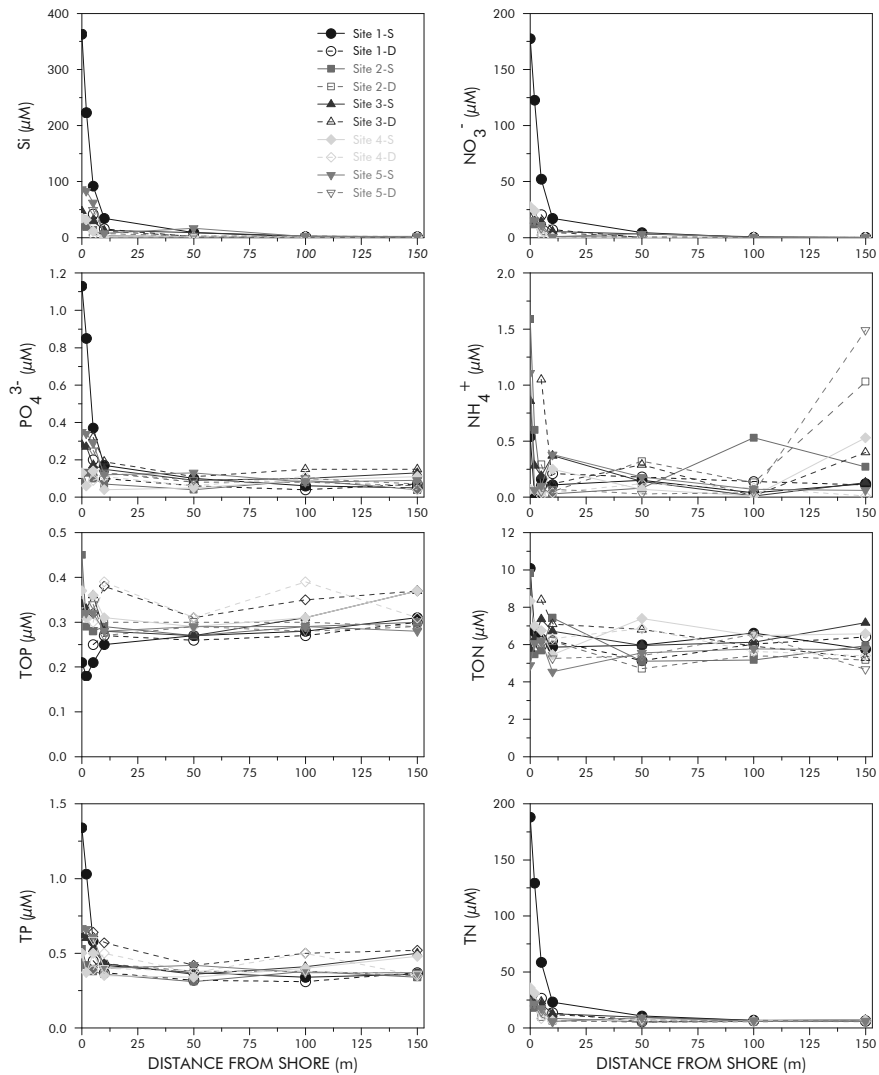 400
300
200
100
0
Si (µM)
0 25 50 75 100 125 150
Site 1-S
Site 1-D
Site 2-S
Site 2-D
Site 3-S
Site 3-D
Site 4-S
Site 4-D
Site 5-S
Site 5-D
200
150
100
50
0
NO3- (µM)
0 25 50 75 100 125 150
1.2
1.0
0.8
0.6
0.4
0.2
0.0
PO4 3- (µM)
0 25 50 75 100 125 150
2.0
1.5
1.0
0.5
0.0
NH4+ (µM)
0 25 50 75 100 125 150
0.5
0.4
0.3
0.2
0.1
0.0
TOP (µM)
0 25 50 75 100 125 150
12
10
8
6
4
2
0
TON (µM)
0 25 50 75 100 125 150
1.5
1.0
0.5
0.0
TP (µM)
0 25 50 75 100 125 150
DISTANCE FROM SHORE (m)
200
150
100
50
0
TN (µM)
0 25 50 75 100 125 150
DISTANCE FROM SHORE (m)